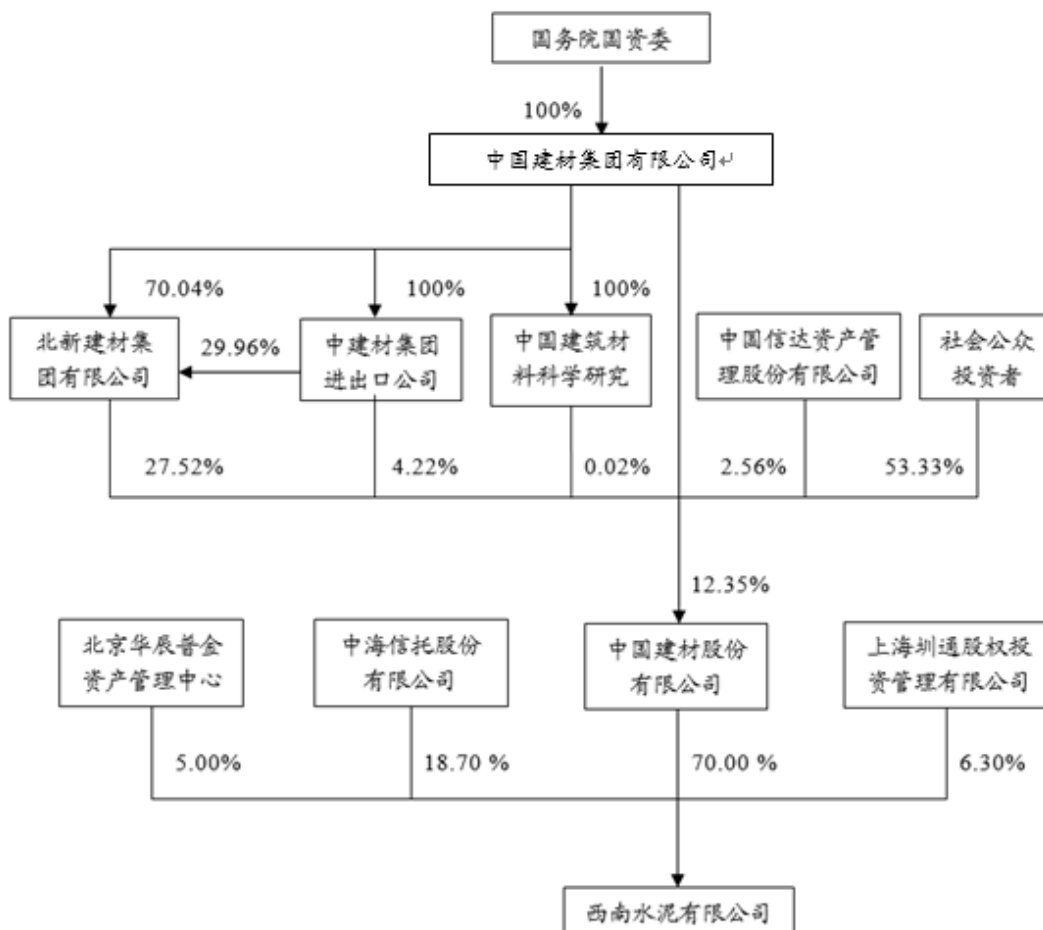 国务院国资委
100%
中国建材集团有限公司↵
70.04%
100%
100%
北新建材集
团有限公司
29.96%
中建材集团
进出口公司
中国建筑材
料科学研究
中国信达资产管
理股份有限公司
社会公众
投资者
27.52%
4.22%
0.02%
2.56%
53.33%
12.35%
北京华辰普金
资产管理中心
中海信托股份
有限公司
中国建材股份
有限公司
上海圳通股权投
资管理有限公司
5.00%
18.70 %
70.00 %
6.30%
西南水泥有限公司